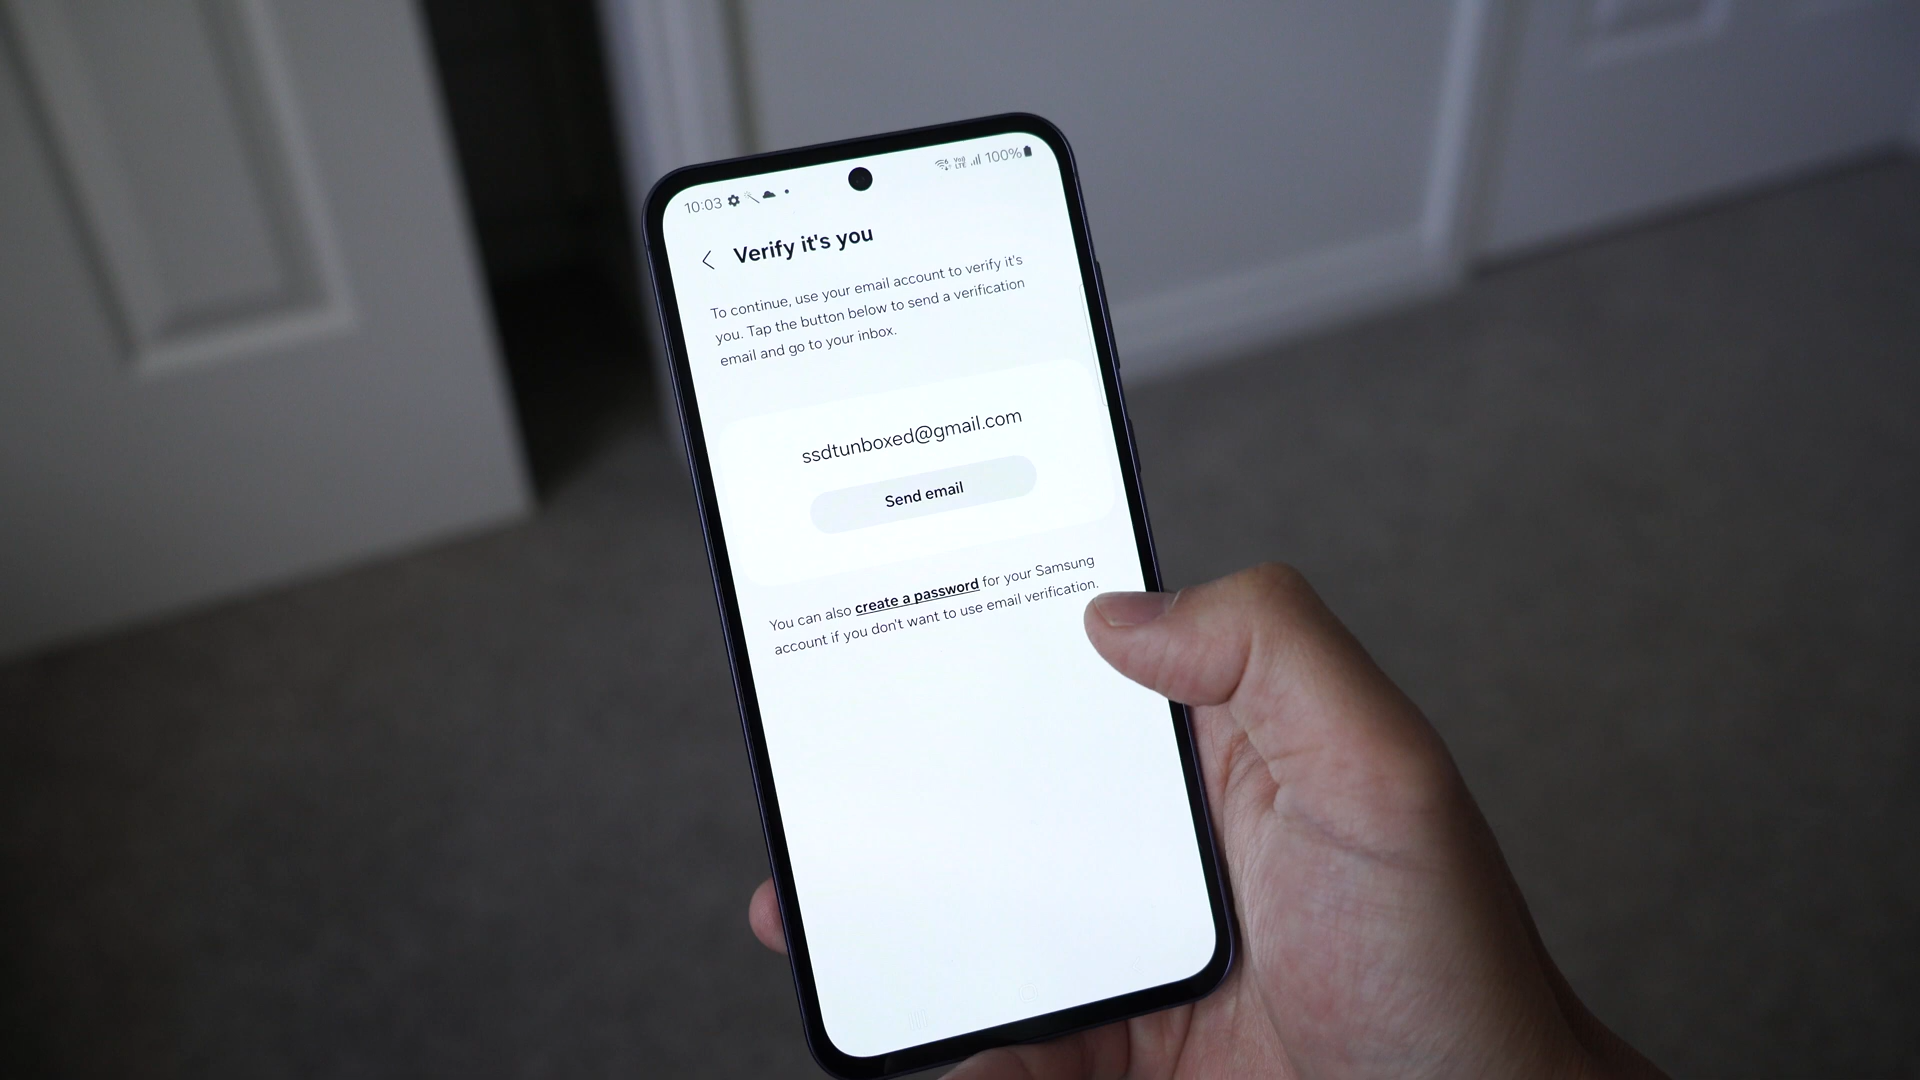 10:03
Vo)) LTE 100%
Verify it's you
To continue, use your email account to verify it's
you. Tap the button below to send a verification
email and go to your inbox.
ssdtunboxed@gmail.com
Send email
You can also create a password for your Samsung
account if you don't want to use email verification.